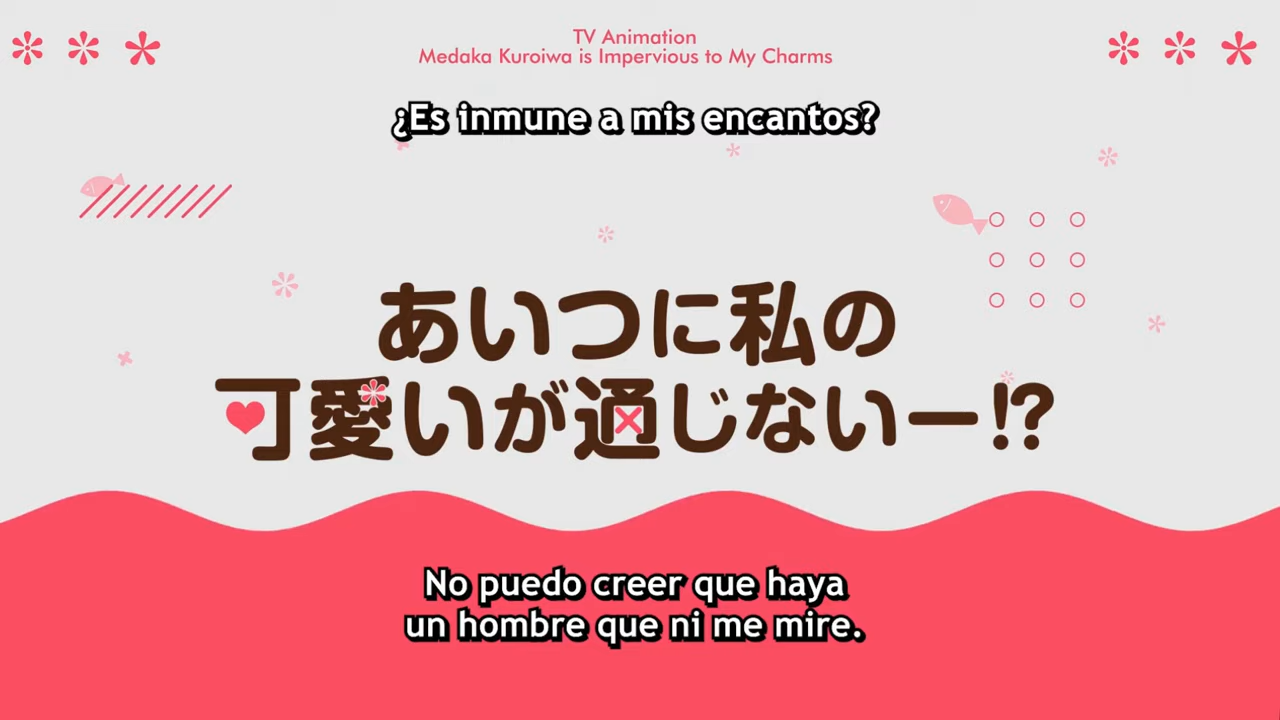 TV Animation
Medaka Kuroiwa is Impervious to My Charms
¿Es inmune a mis encantos?
あいつに私の
可愛いが通じないー!?
No puedo creer que haya
un hombre que ni me mire.